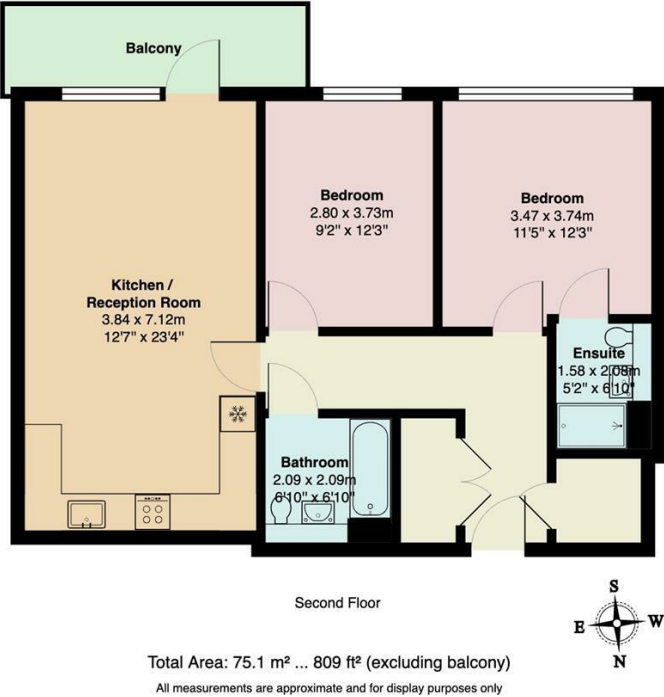 Balcony
Bedroom
2.80 x 3.73m
9'2" x 12'3"
Bedroom
3.47 x 3.74m
11'5" x 12'3"
Kitchen /
Reception Room
3.84 x 7.12m
12'7" x 23'4"
Ensuite
1.58 x 2.08m
5'2" x 6'10"
Bathroom
2.09 x 2.09m
6'10" x 6'10"
Second Floor
S
E
W
N
Total Area: 75.1 m² ... 809 ft² (excluding balcony)
All measurements are approximate and for display purposes only